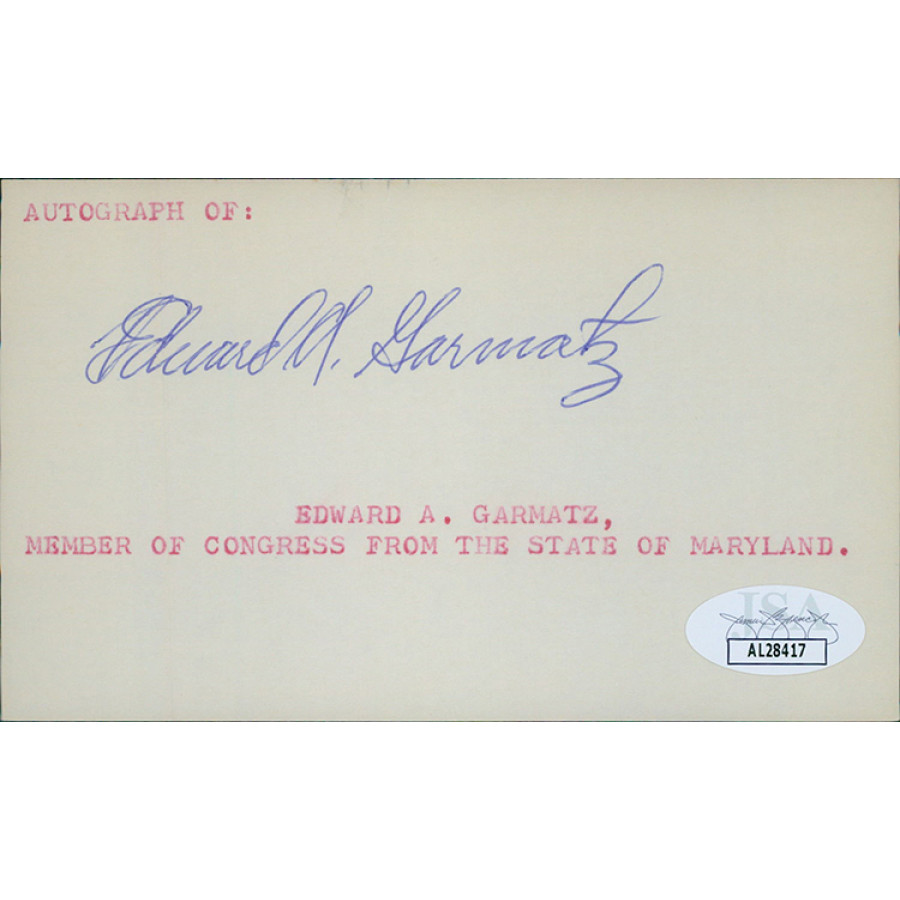 AUTOGRAPH OF:
Edward A. Garmatz
EDWARD A. GARMATZ,
MEMBER OF CONGRESS FROM THE STATE OF MARYLAND.
JSA
AL28417